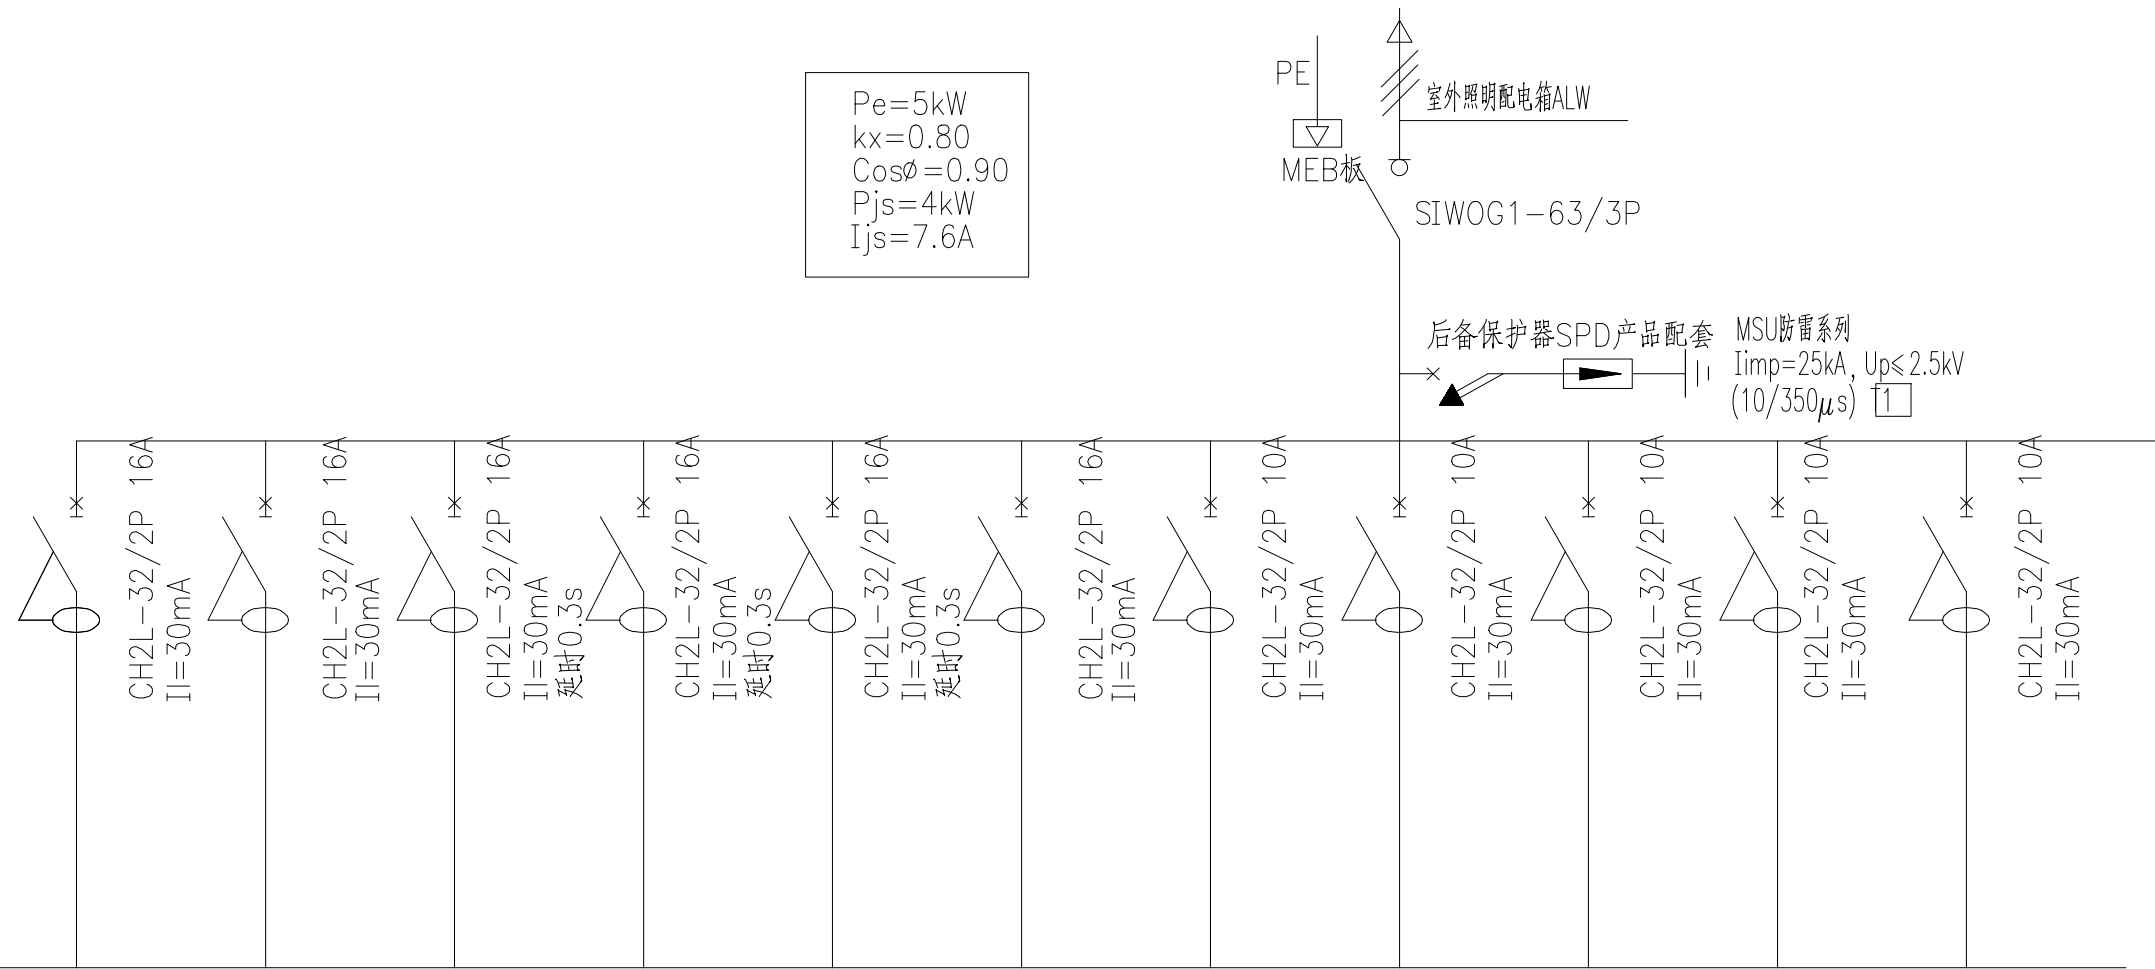 Pe=5kW
kx=0.80
Cosø=0.90
Pjs=4kW
Ijs=7.6A
PE
MEB板
室外照明配电箱ALW
SIWOG1-63/3P
后备保护器SPD产品配套
MSU防雷系列
Iimp=25kA, Up≤2.5kV
(10/350μs) T1
CH2L-32/2P 16A
Il=30mA
CH2L-32/2P 16A
Il=30mA
CH2L-32/2P 16A
Il=30mA
延时0.3s
CH2L-32/2P 16A
Il=30mA
延时0.3s
CH2L-32/2P 16A
Il=30mA
延时0.3s
CH2L-32/2P 16A
Il=30mA
CH2L-32/2P 10A
Il=30mA
CH2L-32/2P 10A
Il=30mA
CH2L-32/2P 10A
Il=30mA
CH2L-32/2P 10A
Il=30mA
CH2L-32/2P 10A
Il=30mA